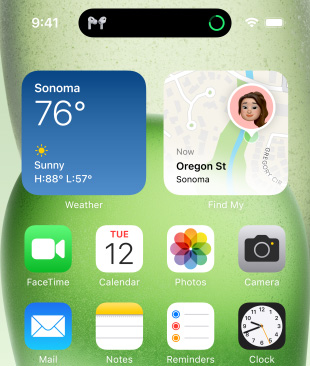 9:41
Sonoma
76°
Sunny
H:88° L:57°
Weather
Now
Oregon St
Sonoma
Find My
FaceTime
TUE
12
Calendar
Photos
Camera
Mail
Notes
Reminders
Clock